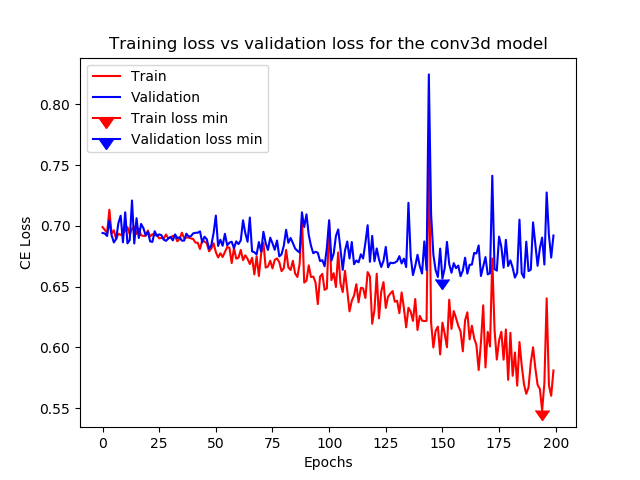 Training loss vs validation loss for the conv3d model
Train
Validation
Train loss min
Validation loss min
CE Loss
0.80
0.75
0.70
0.65
0.60
0.55
0 25 50 75 100 125 150 175 200
Epochs